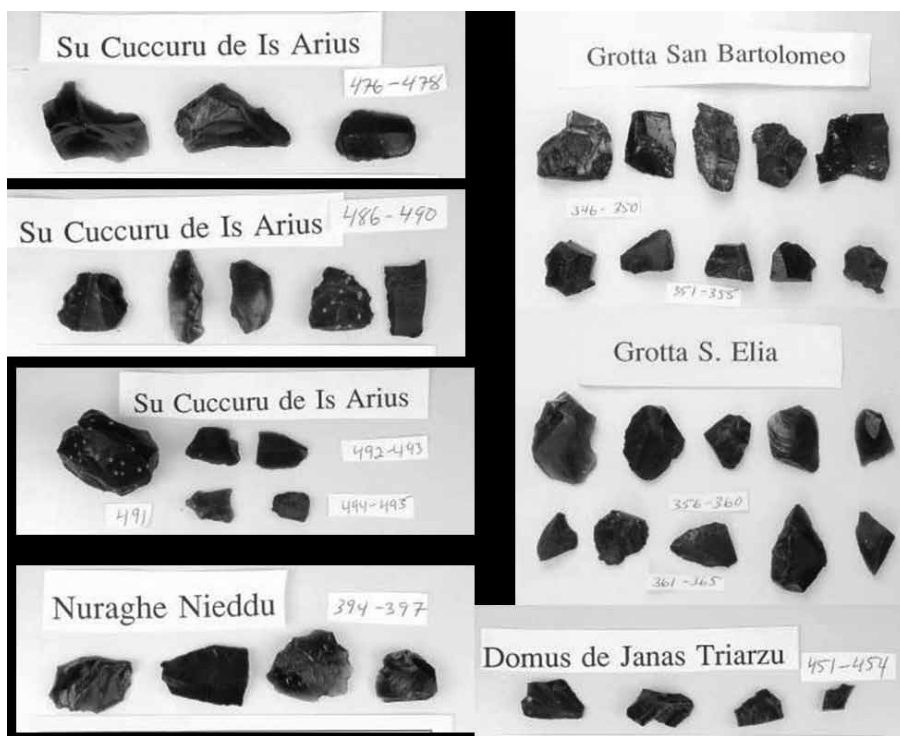 Su Cuccuru de Is Arius
476-478
Su Cuccuru de Is Arius
486-490
Su Cuccuru de Is Arius
492-493
494-495
491
Nuraghe Nieddu
394-397
Grotta San Bartolomeo
346-350
351-355
Grotta S. Elia
356-360
361-365
Domus de Janas Triarzu
451-454